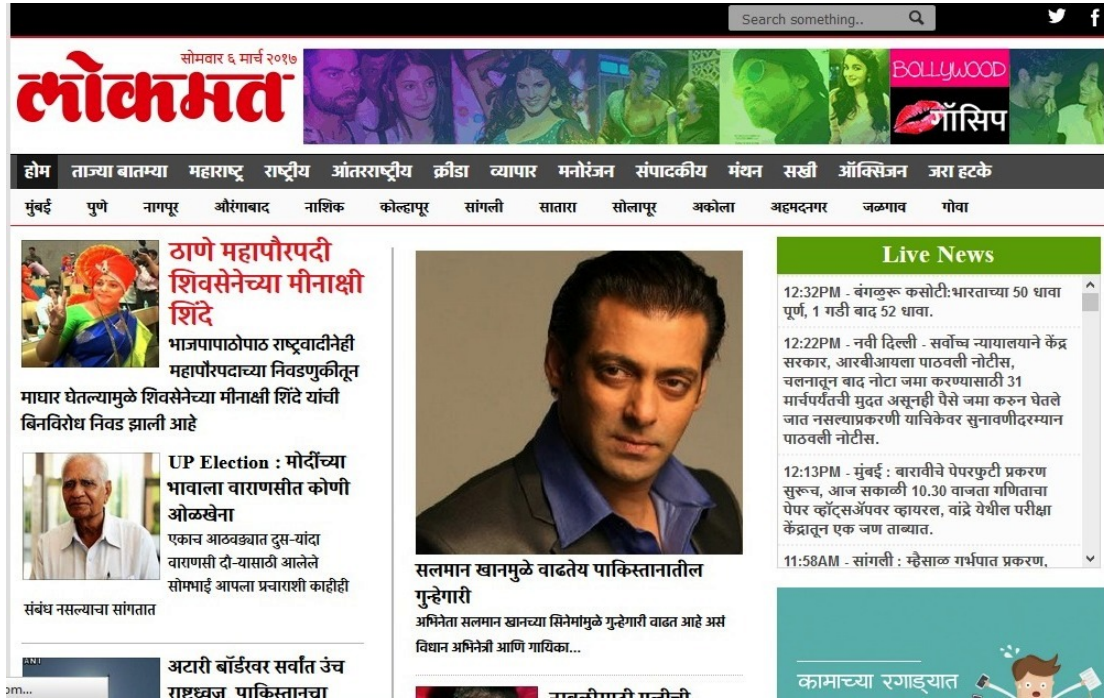 Search something..
सोमवार ६ मार्च २०१७
लोकमत
BOLLYWOOD
गॉसिप
होम ताज्या बातम्या महाराष्ट्र राष्ट्रीय आंतरराष्ट्रीय क्रीडा व्यापार मनोरंजन संपादकीय मंथन सखी ऑक्सिजन जरा हटके
मुंबई पुणे नागपूर औरंगाबाद नाशिक कोल्हापूर सांगली सातारा सोलापूर अकोला अहमदनगर जळगाव गोवा
ठाणे महापौरपदी
शिवसेनेच्या मीनाक्षी
शिंदे
भाजपापाठोपाठ राष्ट्रवादीनेही
महापौरपदाच्या निवडणुकीतून
माघार घेतल्यामुळे शिवसेनेच्या मीनाक्षी शिंदे यांची
बिनविरोध निवड झाली आहे
UP Election : मोदींच्या
भावाला वाराणसीत कोणी
ओळखेना
एकाच आठवड्यात दुस-यांदा
वाराणसी दौ-यासाठी आलेले
सोमभाई आपला प्रचाराशी काहीही
संबंध नसल्याचा सांगतात
ANI
अटारी बॉर्डरवर सर्वांत उंच
राष्ट्रध्वज, पाकिस्तानचा
om...
सलमान खानमुळे वाढतेय पाकिस्तानातील
गुन्हेगारी
अभिनेता सलमान खानच्या सिनेमांमुळे गुन्हेगारी वाढत आहे असं
विधान अभिनेत्री आणि गायिका...
Live News
12:32PM - बंगळुरू कसोटी:भारताच्या 50 धावा
पूर्ण, 1 गडी बाद 52 धावा.
12:22PM - नवी दिल्ली - सर्वोच्च न्यायालयाने केंद्र
सरकार, आरबीआयला पाठवली नोटीस,
चलनातून बाद नोटा जमा करण्यासाठी 31
मार्चपर्यंतची मुदत असूनही पैसे जमा करुन घेतले
जात नसल्याप्रकरणी याचिकेवर सुनावणीदरम्यान
पाठवली नोटीस.
12:13PM - मुंबई : बारावीचे पेपरफुटी प्रकरण
सुरूच, आज सकाळी 10.30 वाजता गणिताचा
पेपर व्हॉट्सअॅपवर व्हायरल, वांद्रे येथील परीक्षा
केंद्रातून एक जण ताब्यात.
11:58AM - सांगली : म्हैसाळ गर्भपात प्रकरण,
कामाच्या रगाड्यात